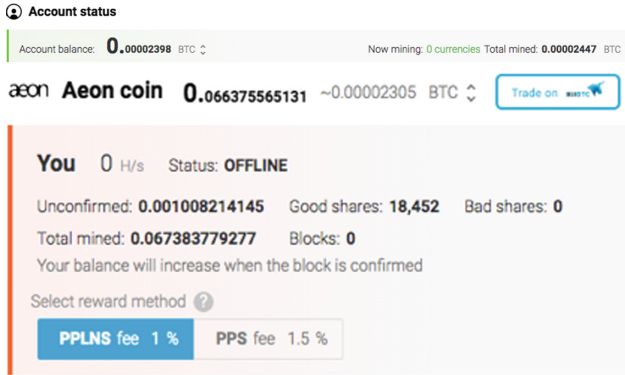 Account status
Account balance: 0.00002398 BTC Now mining: 0 currencies Total mined: 0.00002447 BTC
aeon Aeon coin 0.066375565131 ~0.00002305 BTC Trade on
You 0 H/s Status: OFFLINE
Unconfirmed: 0.001008214145 Good shares: 18,452 Bad shares: 0
Total mined: 0.067383779277 Blocks: 0
Your balance will increase when the block is confirmed
Select reward method ?
PPLNS fee 1 % PPS fee 1.5 %